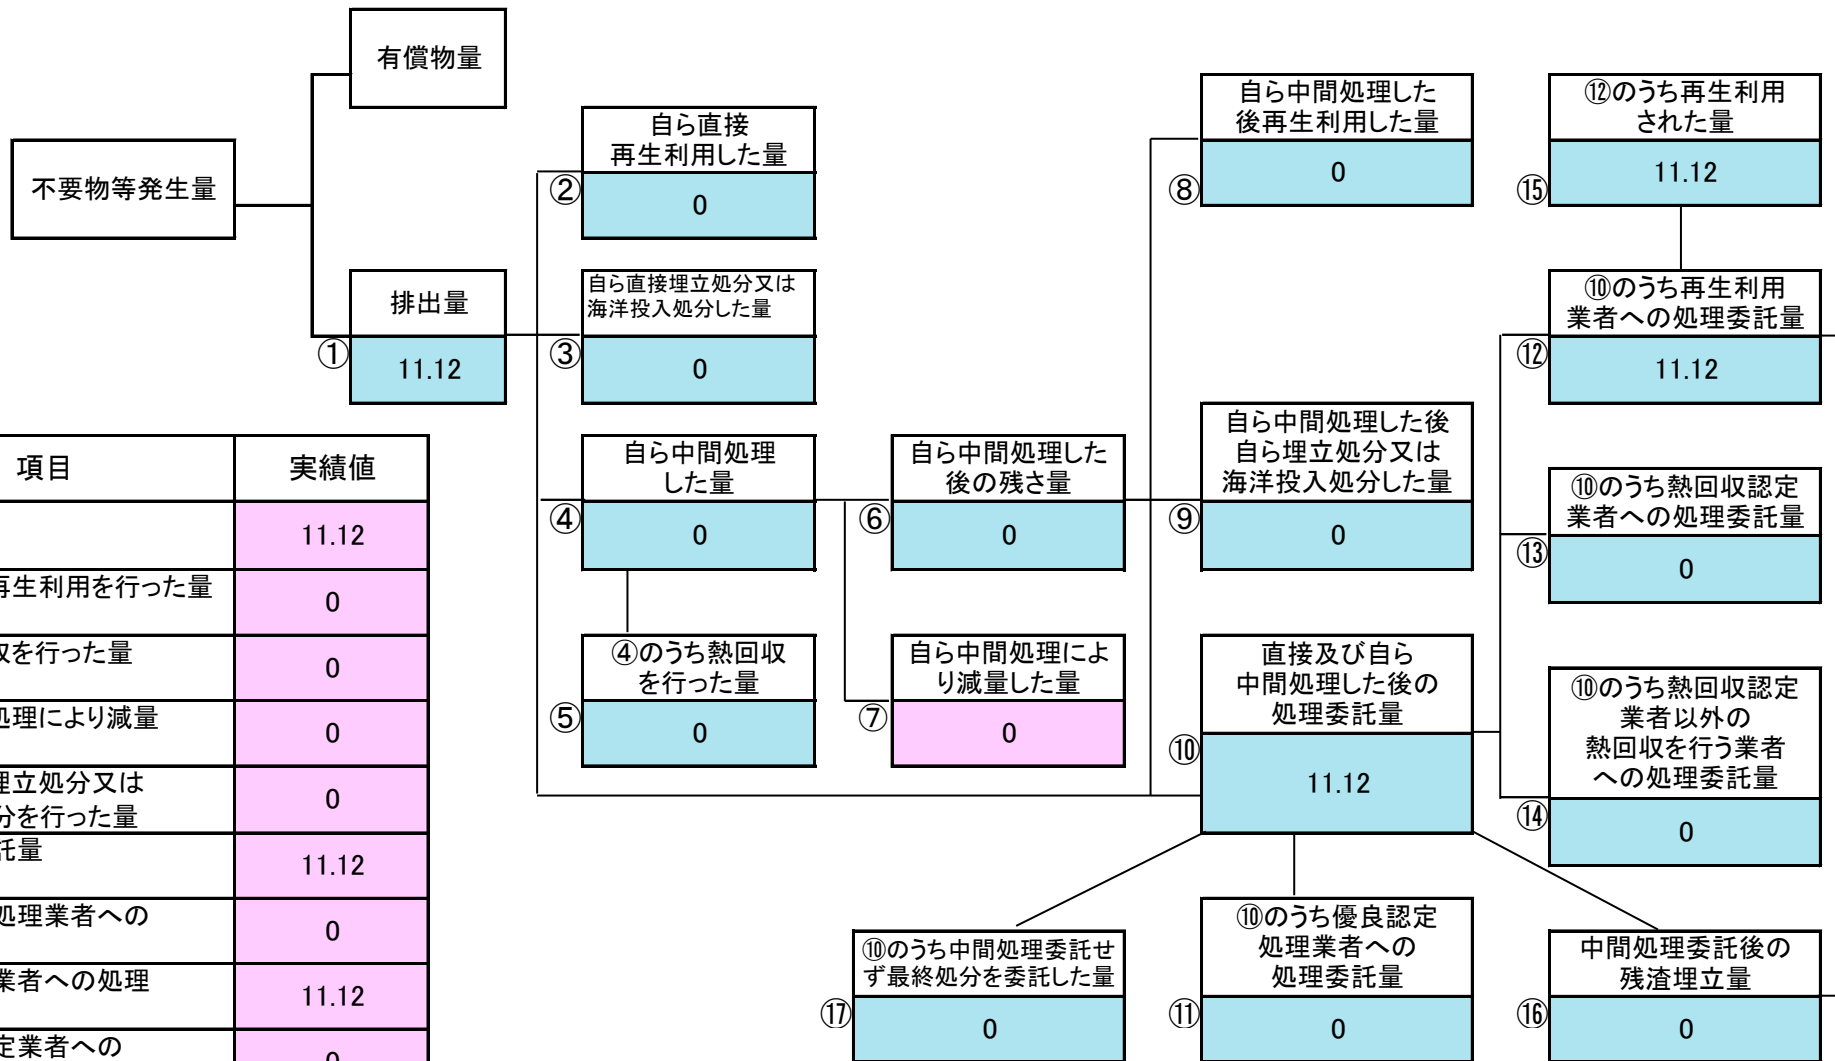 有償物量
不要物等発生量
排出量
①
11.12
自ら直接
再生利用した量
②
0
自ら直接埋立処分又は
海洋投入処分した量
③
0
自ら中間処理
した量
④
0
④のうち熱回収
を行った量
⑤
0
自ら中間処理した
後の残さ量
⑥
0
自ら中間処理によ
り減量した量
⑦
0
自ら中間処理した
後再生利用した量
⑧
0
自ら中間処理した後
自ら埋立処分又は
海洋投入処分した量
⑨
0
直接及び自ら
中間処理した後の
処理委託量
⑩
11.12
⑫のうち再生利用
された量
⑮
11.12
⑩のうち再生利用
業者への処理委託量
⑫
11.12
⑩のうち熱回収認定
業者への処理委託量
⑬
0
⑩のうち熱回収認定
業者以外の
熱回収を行う業者
への処理委託量
⑭
0
⑩のうち中間処理委託せ
ず最終処分を委託した量
⑰
0
⑩のうち優良認定
処理業者への
処理委託量
⑪
0
中間処理委託後の
残渣埋立量
⑯
0
項目 実績値
11.12
再生利用を行った量 0
収を行った量 0
処理により減量 0
埋立処分又は
分を行った量 0
託量 11.12
処理業者への 0
業者への処理 11.12
定業者への 0